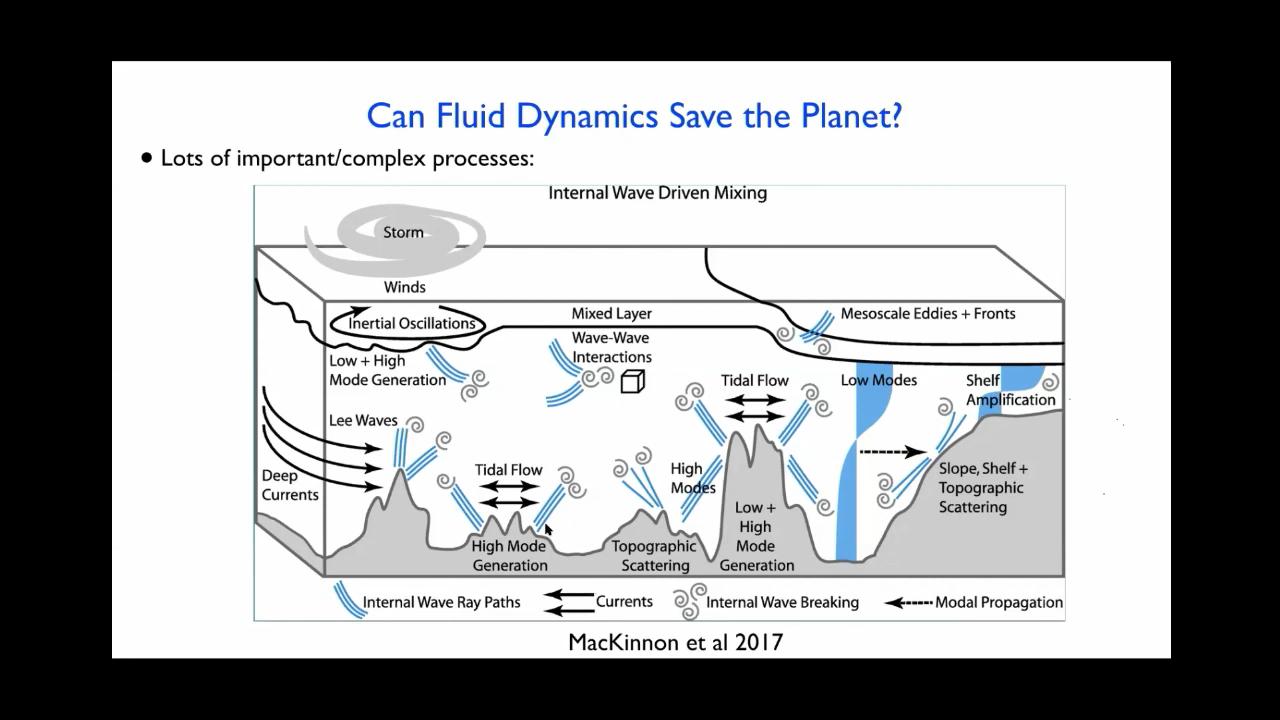 Can Fluid Dynamics Save the Planet?
• Lots of important/complex processes:
Internal Wave Driven Mixing
Storm
Winds
Inertial Oscillations
Mixed Layer
Mesoscale Eddies + Fronts
Low + High
Mode Generation
Wave-Wave
Interactions
Tidal Flow
Low Modes
Shelf
Amplification
Lee Waves
Deep
Currents
Tidal Flow
High
Modes
Slope, Shelf +
Topographic
Scattering
High Mode
Generation
Topographic
Scattering
Low +
High
Mode
Generation
Internal Wave Ray Paths
Currents
Internal Wave Breaking
Modal Propagation
MacKinnon et al 2017